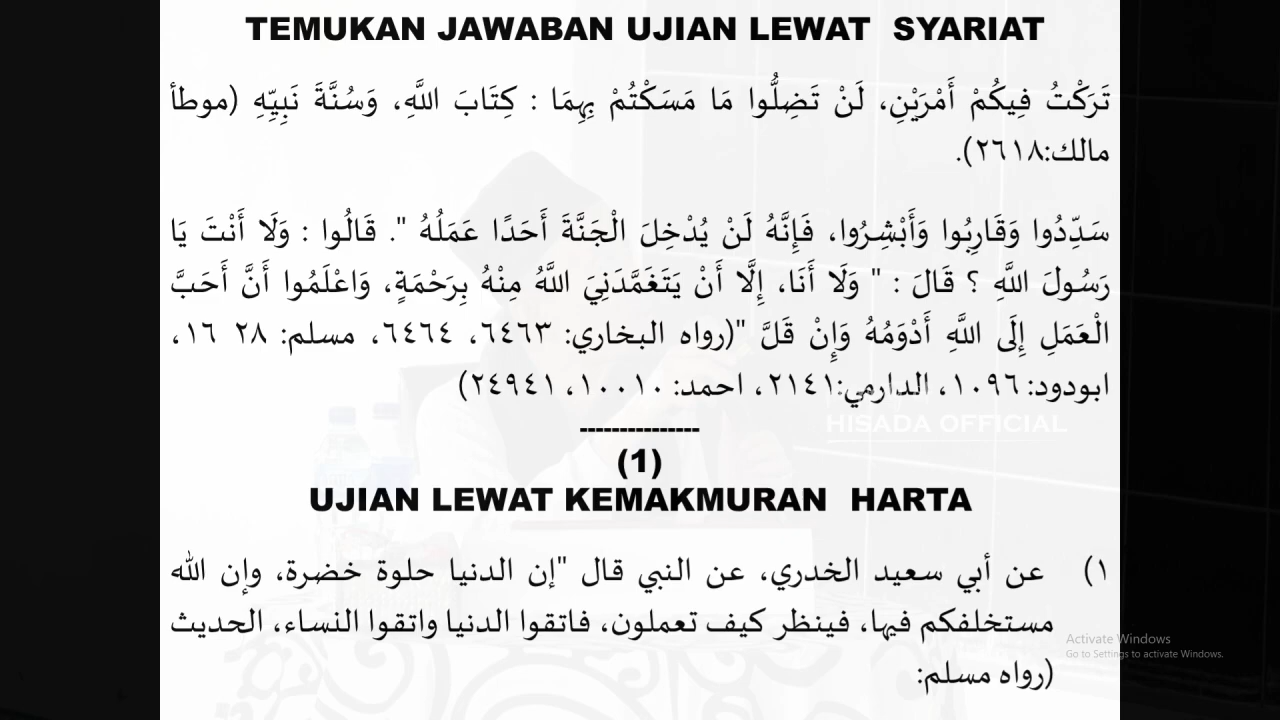 TEMUKAN JAWABAN UJIAN LEWAT SYARIAT
تَرَكْتُ فِيكُمْ أَمْرَيْنِ، لَنْ تَضِلُّوا مَا مَسَكْتُمْ بِهِمَا : كِتَابَ اللَّهِ، وَسُنَّةَ نَبِيِّهِ (موطأ
مالك:٢٦١٨).
سَدِّدُوا وَقَارِبُوا وَأَبْشِرُوا، فَإِنَّهُ لَنْ يُدْخِلَ الْجَنَّةَ أَحَدًا عَمَلُهُ ". قَالُوا : وَلَا أَنْتَ يَا
رَسُولَ اللَّهِ ؟ قَالَ : " وَلَا أَنَا، إِلَّا أَنْ يَتَغَمَّدَنِيَ اللَّهُ مِنْهُ بِرَحْمَةٍ، وَاعْلَمُوا أَنَّ أَحَبَّ
الْعَمَلِ إِلَى اللَّهِ أَدْوَمُهُ وَإِنْ قَلَّ "(رواه البخاري: ٦٤٦٣، ٦٤٦٤، مسلم: ٢٨ ١٦،
ابودود: ١٠٩٦، الدارمي:٢١٤١، احمد: ١٠٠١٠، ٢٤٩٤١)
HISADA OFFICIAL
---------------
(1)
UJIAN LEWAT KEMAKMURAN HARTA
١) عن أبي سعيد الخدري، عن النبي قال "إن الدنيا حلوة خضرة، وإن الله
مستخلفكم فيها، فينظر كيف تعملون، فاتقوا الدنيا واتقوا النساء، الحديث
(رواه مسلم:
Activate Windows
Go to Settings to activate Windows.